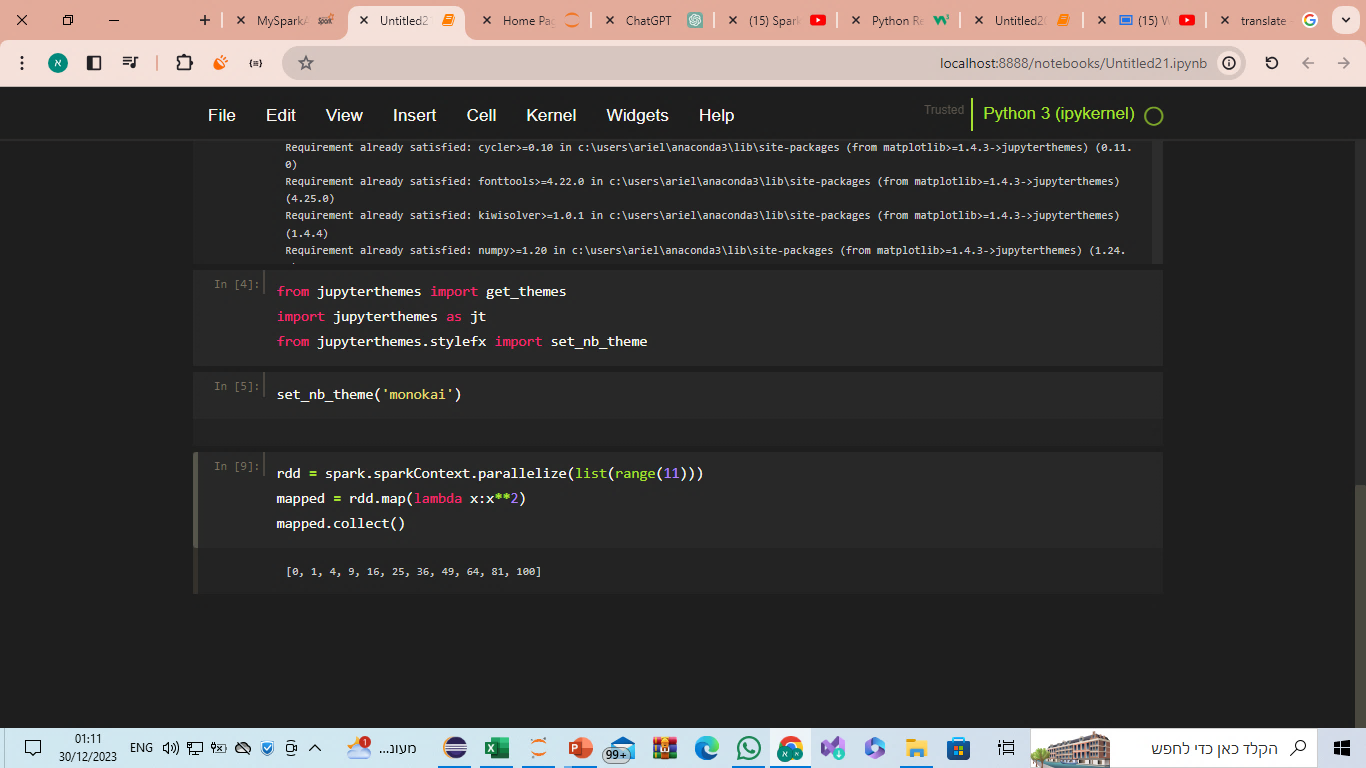 MySparkA
Untitled2
Home Pag
ChatGPT
(15) Spark
Python Re
Untitled2
(15) W
translate -
localhost:8888/notebooks/Untitled21.ipynb
File Edit View Insert Cell Kernel Widgets Help
Trusted
Python 3 (ipykernel)
Requirement already satisfied: cycler>=0.10 in c:\users\ariel\anaconda3\lib\site-packages (from matplotlib>=1.4.3->jupyterthemes) (0.11.
0)
Requirement already satisfied: fonttools>=4.22.0 in c:\users\ariel\anaconda3\lib\site-packages (from matplotlib>=1.4.3->jupyterthemes)
(4.25.0)
Requirement already satisfied: kiwisolver>=1.0.1 in c:\users\ariel\anaconda3\lib\site-packages (from matplotlib>=1.4.3->jupyterthemes)
(1.4.4)
Requirement already satisfied: numpy>=1.20 in c:\users\ariel\anaconda3\lib\site-packages (from matplotlib>=1.4.3->jupyterthemes) (1.24.
In [4]:
from jupyterthemes import get_themes
import jupyterthemes as jt
from jupyterthemes.stylefx import set_nb_theme
In [5]:
set_nb_theme('monokai')
In [9]:
rdd = spark.sparkContext.parallelize(list(range(11)))
mapped = rdd.map(lambda x:x**2)
mapped.collect()
[0, 1, 4, 9, 16, 25, 36, 49, 64, 81, 100]
01:11
30/12/2023
ENG
1
מעונ...
99+
הקלד כאן כדי לחפש